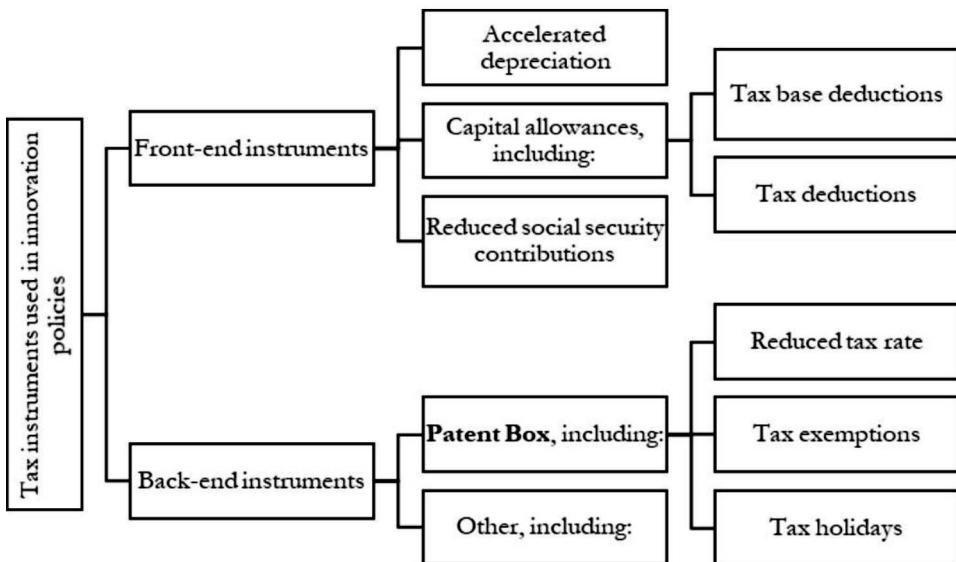 Tax instruments used in innovation
policies
Front-end instruments
Accelerated
depreciation
Capital allowances,
including:
Tax base deductions
Tax deductions
Reduced social security
contributions
Back-end instruments
Patent Box, including:
Reduced tax rate
Tax exemptions
Tax holidays
Other, including: